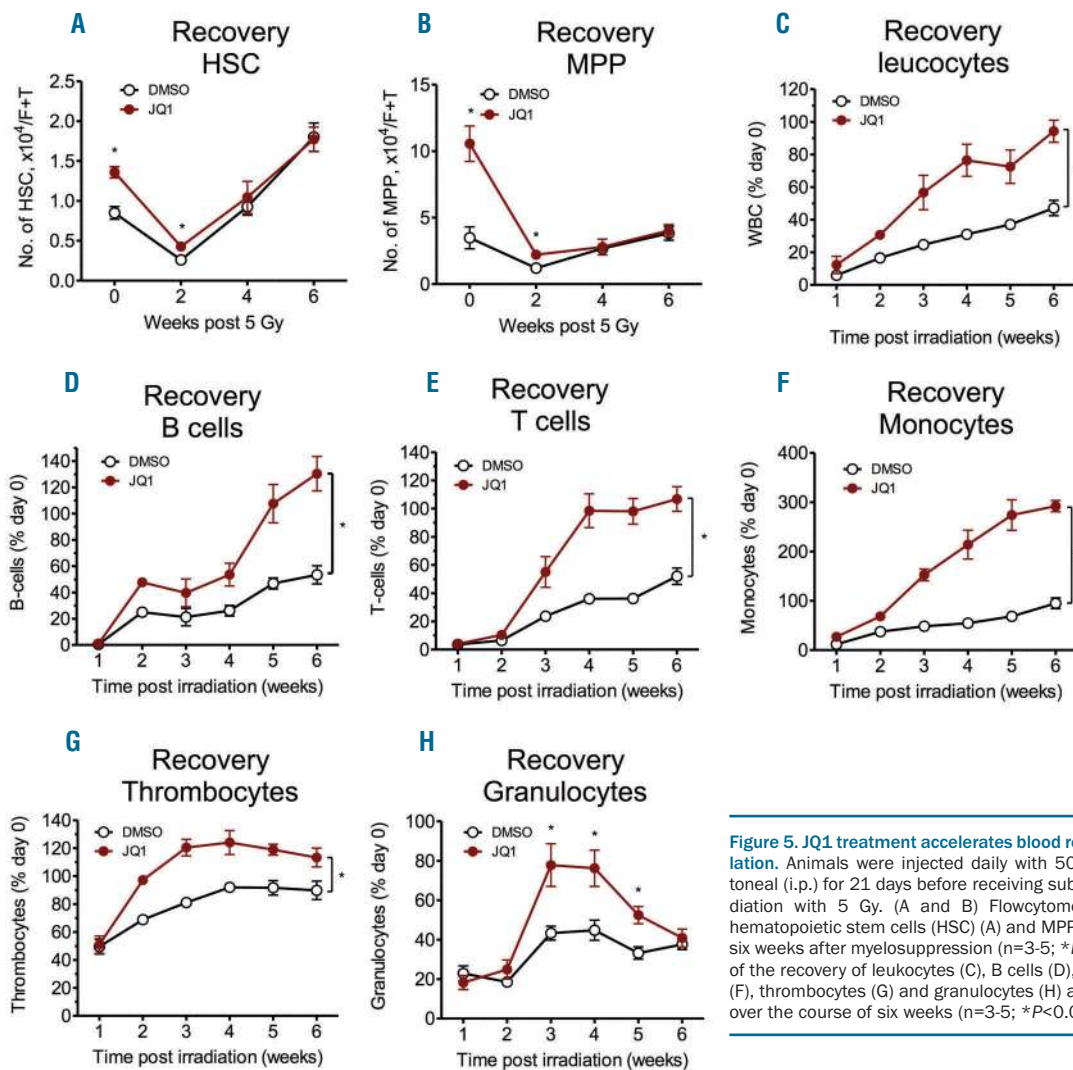 A
Recovery
HSC
DMSO
JQ1
No. of HSC, x10⁴/F+T
2.5
2.0
1.5
1.0
0.5
0.0
*
*
0 2 4 6
Weeks post 5 Gy
B
Recovery
MPP
DMSO
JQ1
No. of MPP, x10⁴/F+T
15
10
5
0
*
*
0 2 4 6
Weeks post 5 Gy
C
Recovery
leucocytes
DMSO
JQ1
WBC (% day 0)
120
100
80
60
40
20
0
1 2 3 4 5 6
Time post irradiation (weeks)
D
Recovery
B cells
DMSO
JQ1
B-cells (% day 0)
140
120
100
80
60
40
20
0
*
1 2 3 4 5 6
Time post irradiation (weeks)
E
Recovery
T cells
DMSO
JQ1
T-cells (% day 0)
140
120
100
80
60
40
20
0
*
1 2 3 4 5 6
Time post irradiation (weeks)
F
Recovery
Monocytes
DMSO
JQ1
Monocytes (% day 0)
400
300
200
100
0
1 2 3 4 5 6
Time post irradiation (weeks)
G
Recovery
Thrombocytes
DMSO
JQ1
Thrombocytes (% day 0)
140
120
100
80
60
40
20
0
*
1 2 3 4 5 6
Time post irradiation (weeks)
H
Recovery
Granulocytes
DMSO
JQ1
Granulocytes (% day 0)
100
80
60
40
20
0
* * *
1 2 3 4 5 6
Time post irradiation (weeks)
Figure 5. JQ1 treatment accelerates blood re
lation. Animals were injected daily with 50
toneal (i.p.) for 21 days before receiving sub
diation with 5 Gy. (A and B) Flowcytome
hematopoietic stem cells (HSC) (A) and MPP
six weeks after myelosuppression (n=3-5; *
of the recovery of leukocytes (C), B cells (D),
(F), thrombocytes (G) and granulocytes (H) a
over the course of six weeks (n=3-5; *P<0.0